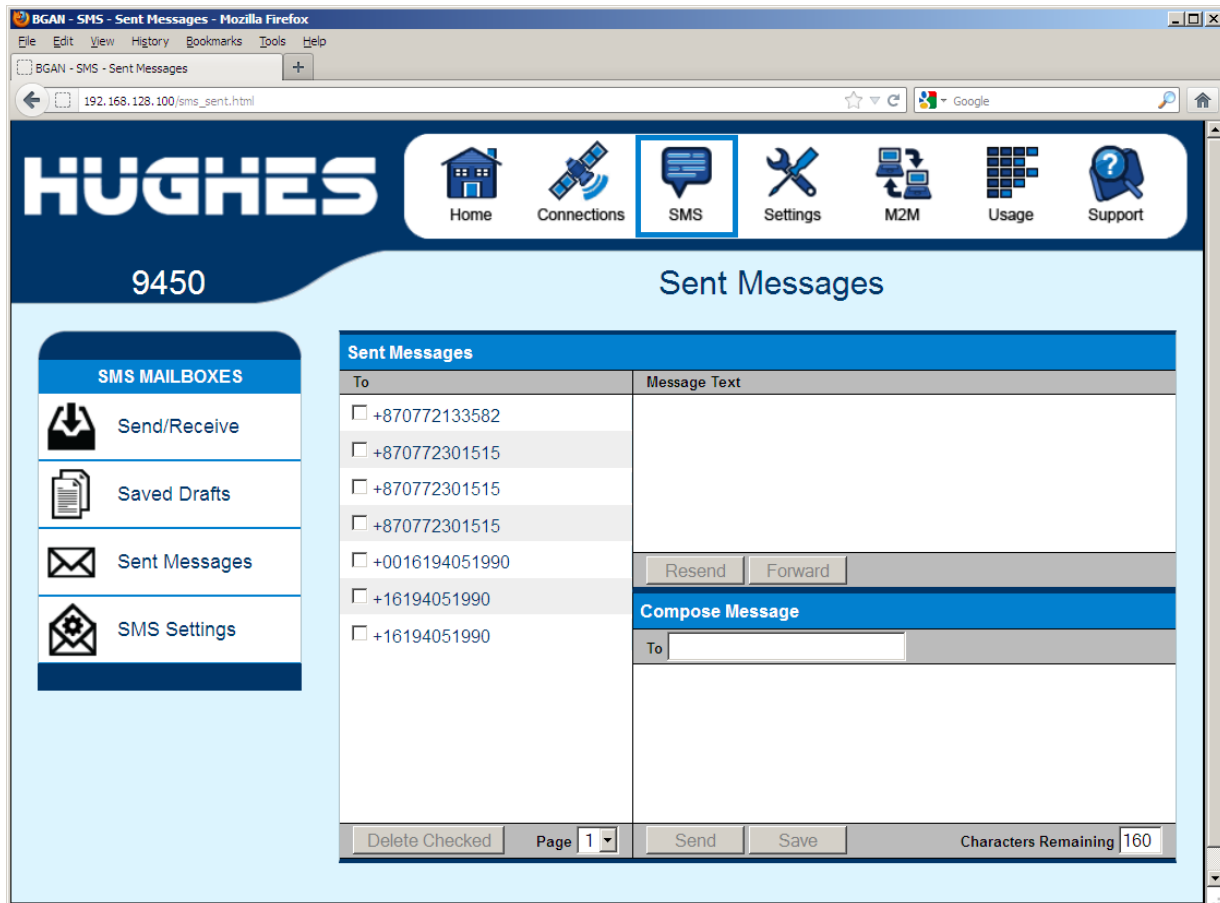 BGAN - SMS - Sent Messages - Mozilla Firefox
File Edit View History Bookmarks Tools Help
BGAN - SMS - Sent Messages +
192.168.128.100/sms_sent.html Google
HUGHES
Home Connections SMS Settings M2M Usage Support
9450
Sent Messages
SMS MAILBOXES
Send/Receive
Saved Drafts
Sent Messages
SMS Settings
Sent Messages
To
+870772133582
+870772301515
+870772301515
+870772301515
+0016194051990
+16194051990
+16194051990
Delete Checked Page 1
Message Text
Resend Forward
Compose Message
To
Send Save Characters Remaining 160